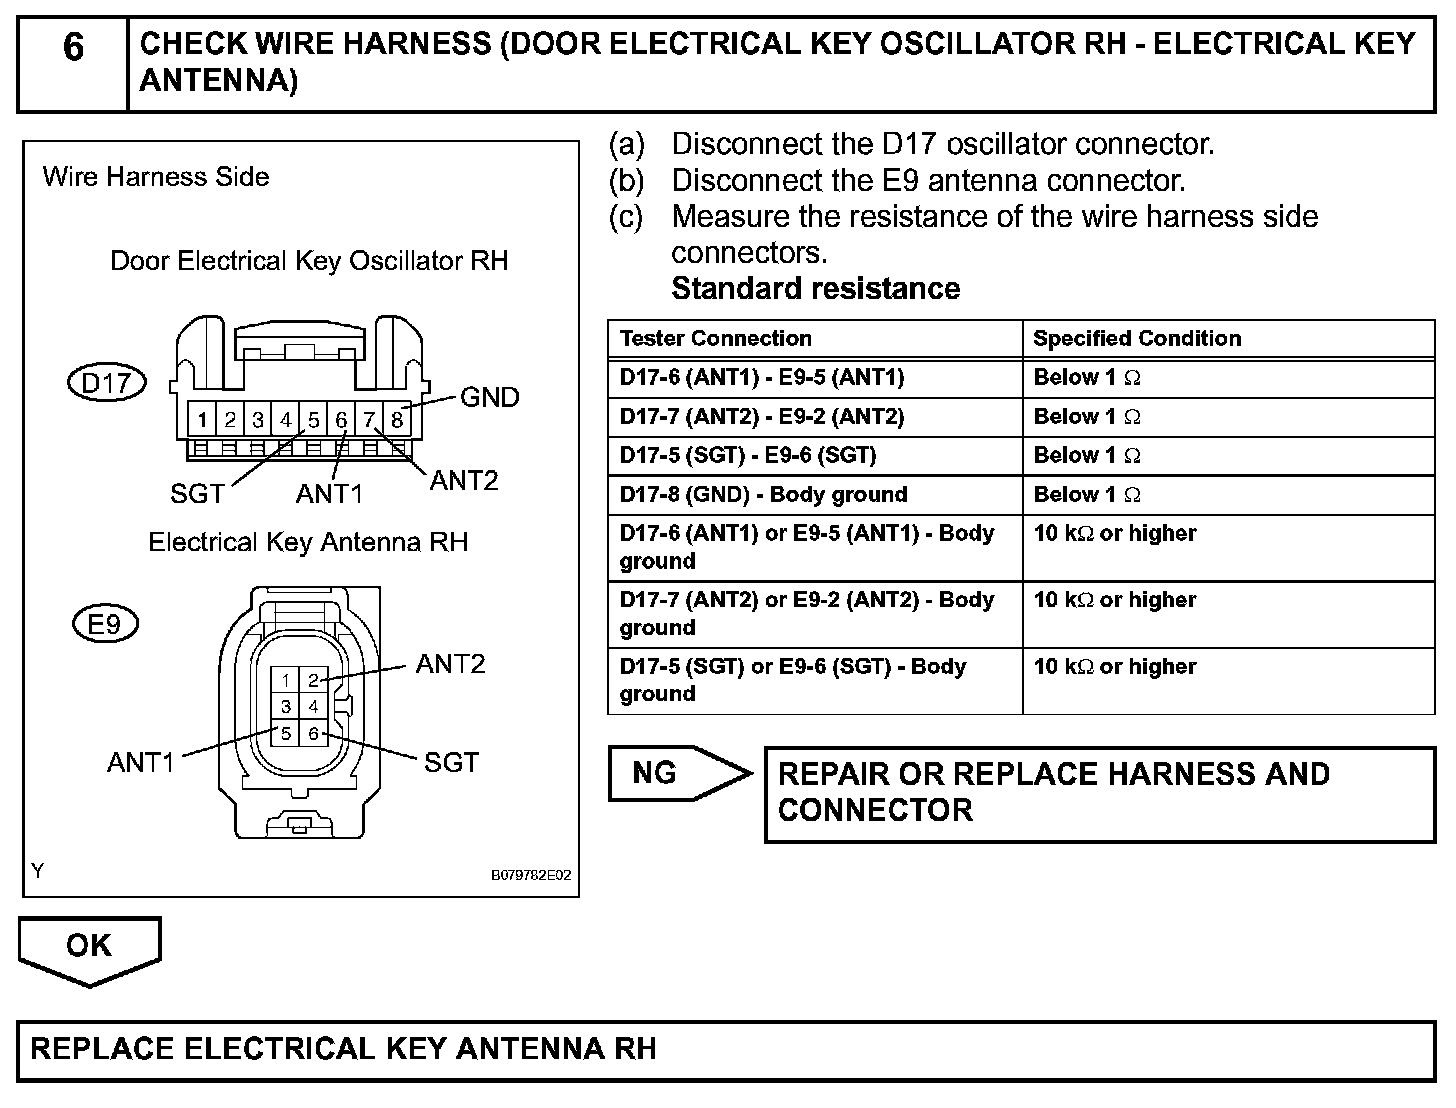 6
CHECK WIRE HARNESS (DOOR ELECTRICAL KEY OSCILLATOR RH - ELECTRICAL KEY
ANTENNA)
Wire Harness Side
Door Electrical Key Oscillator RH
D17
GND
1 2 3 4 5 6 7 8
SGT
ANT1
ANT2
Electrical Key Antenna RH
E9
ANT2
1 2
3 4
5 6
ANT1
SGT
Y
B079782E02
(a) Disconnect the D17 oscillator connector.
(b) Disconnect the E9 antenna connector.
(c) Measure the resistance of the wire harness side
connectors.
Standard resistance
Tester Connection Specified Condition
D17-6 (ANT1) - E9-5 (ANT1) Below 1 Ω
D17-7 (ANT2) - E9-2 (ANT2) Below 1 Ω
D17-5 (SGT) - E9-6 (SGT) Below 1 Ω
D17-8 (GND) - Body ground Below 1 Ω
D17-6 (ANT1) or E9-5 (ANT1) - Body 10 kΩ or higher
ground
D17-7 (ANT2) or E9-2 (ANT2) - Body 10 kΩ or higher
ground
D17-5 (SGT) or E9-6 (SGT) - Body 10 kΩ or higher
ground
NG
REPAIR OR REPLACE HARNESS AND
CONNECTOR
OK
REPLACE ELECTRICAL KEY ANTENNA RH